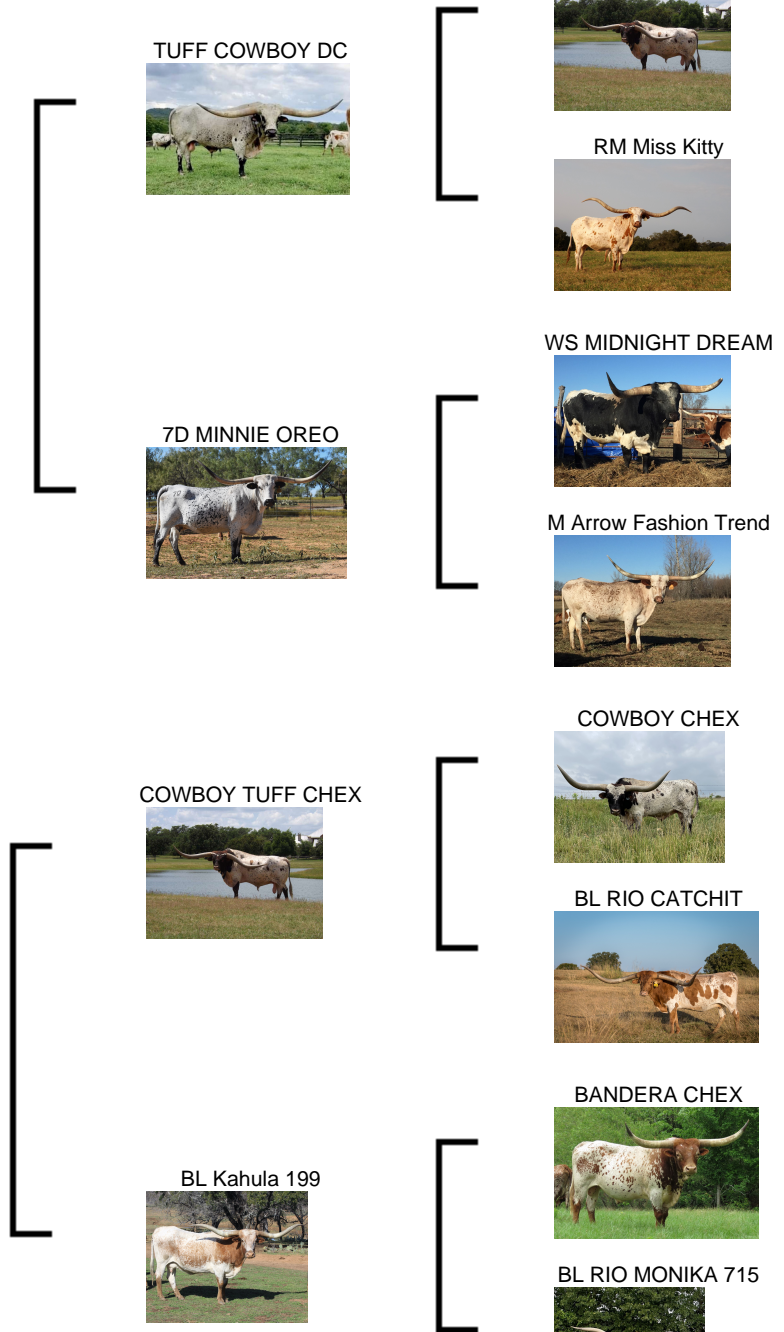 TUFF COWBOY DC
RM Miss Kitty
WS MIDNIGHT DREAM
7D MINNIE OREO
M Arrow Fashion Trend
COWBOY CHEX
COWBOY TUFF CHEX
BL RIO CATCHIT
BANDERA CHEX
BL Kahula 199
BL RIO MONIKA 715